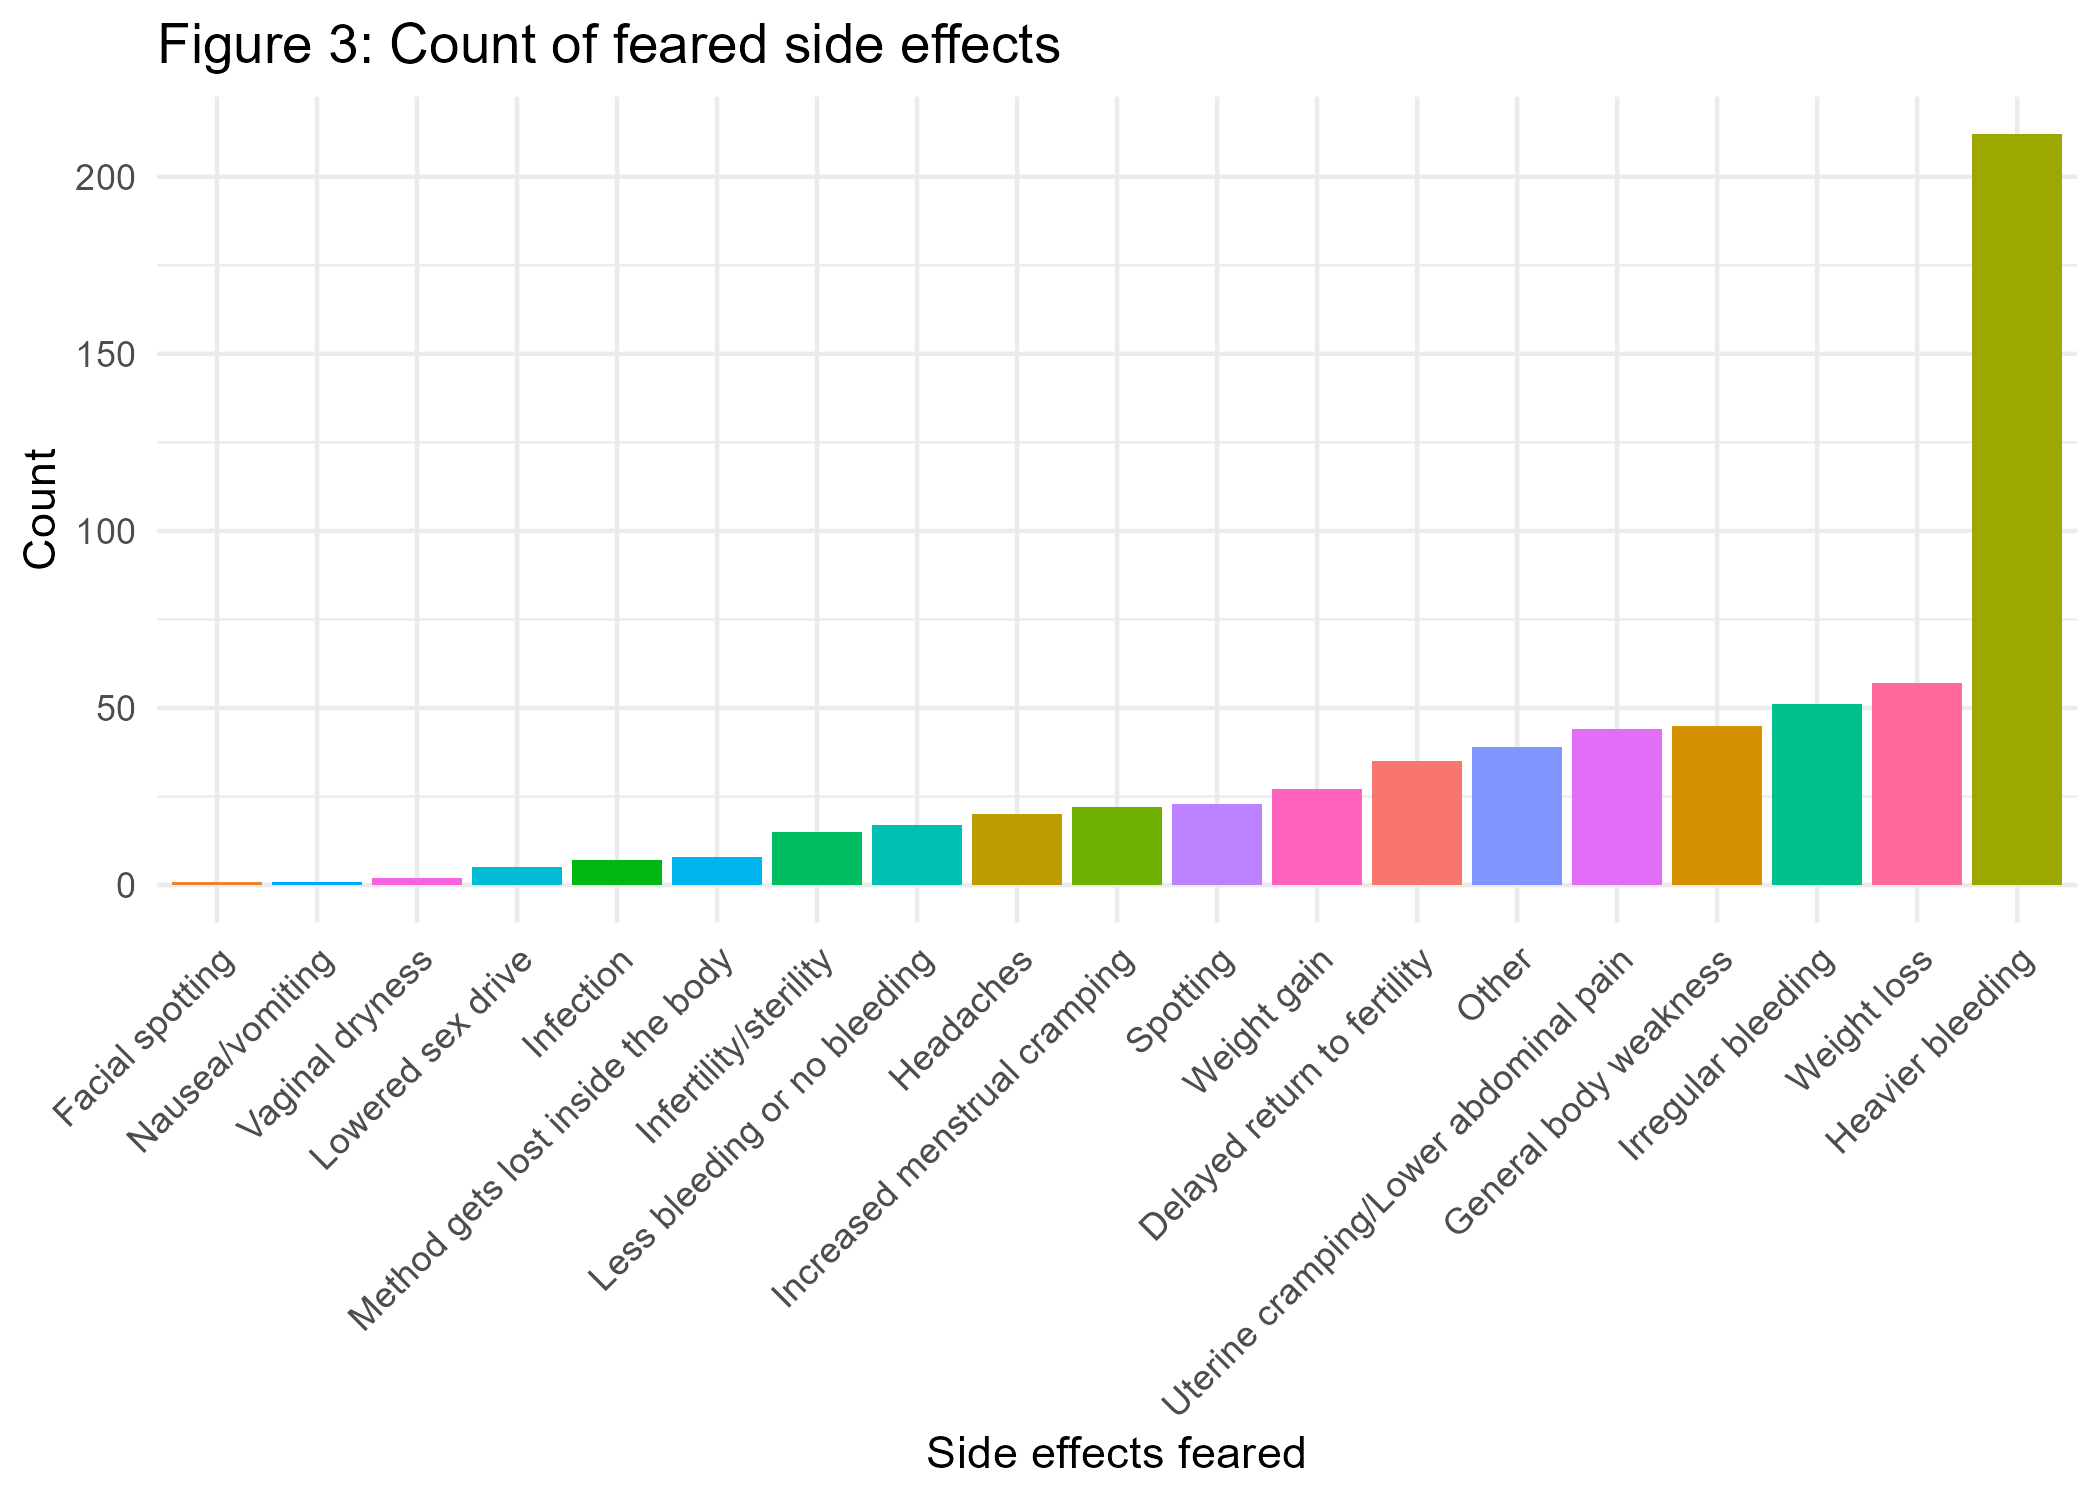 Figure 3: Count of feared side effects
Count
200
150
100
50
0
Facial spotting
Nausea/vomiting
Vaginal dryness
Lowered sex drive
Infection
Method gets lost inside the body
Infertility/sterility
Less bleeding or no bleeding
Headaches
Increased menstrual cramping
Spotting
Weight gain
Delayed return to fertility
Other
Uterine cramping/Lower abdominal pain
General body weakness
Irregular bleeding
Weight loss
Heavier bleeding
Side effects feared